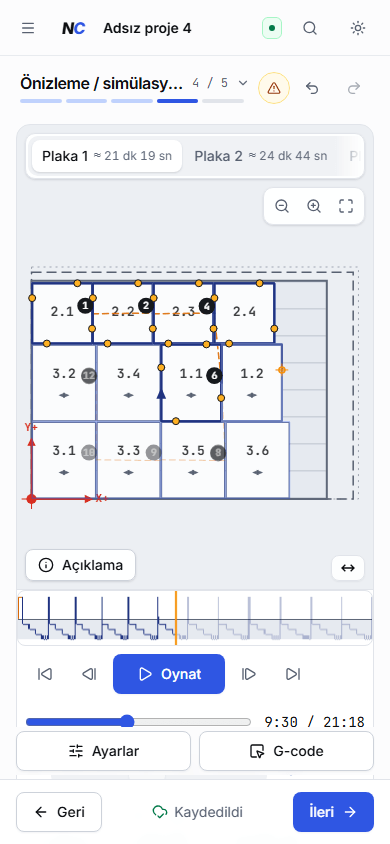 NC Adsız proje 4
Önizleme / simülasy... 4 / 5
Plaka 1 ≈ 21 dk 19 sn Plaka 2 ≈ 24 dk 44 sn
2.1 1 2.2 2 2.3 4 2.4
3.2 12 3.4 1.1 6 1.2
Y+
3.1 3.3 9 3.5 8 3.6
X+
Açıklama
Oynat
9:30 / 21:18
Ayarlar G-code
Geri Kaydedildi İleri